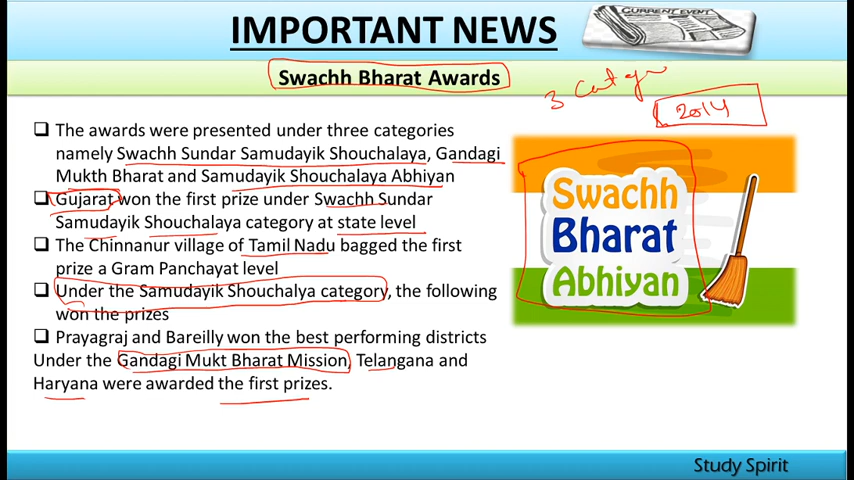 IMPORTANT NEWS
CURRENT EVENT
Swachh Bharat Awards
3 Categr
2014
The awards were presented under three categories
namely Swachh Sundar Samudayik Shouchalaya, Gandagi
Mukth Bharat and Samudayik Shouchalaya Abhiyan
Gujarat won the first prize under Swachh Sundar
Samudayik Shouchalaya category at state level
The Chinnanur village of Tamil Nadu bagged the first
prize a Gram Panchayat level
Under the Samudayik Shouchalya category, the following
won the prizes
Prayagraj and Bareilly won the best performing districts
Under the Gandagi Mukt Bharat Mission, Telangana and
Haryana were awarded the first prizes.
Swachh
Bharat
Abhiyan
Study Spirit